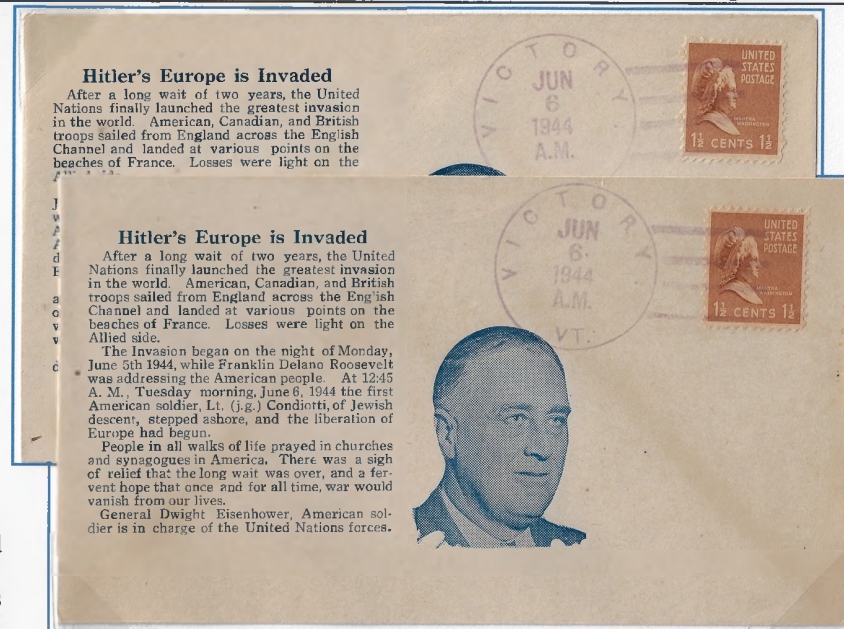 Hitler's Europe is Invaded
After a long wait of two years, the United
Nations finally launched the greatest invasion
in the world. American, Canadian, and British
troops sailed from England across the English
Channel and landed at various points on the
beaches of France. Losses were light on the
VICTORY
JUN
6
1944
A.M.
UNITED
STATES
POSTAGE
MARTHA
WASHINGTON
1½ CENTS 1½
Hitler's Europe is Invaded
After a long wait of two years, the United
Nations finally launched the greatest invasion
in the world. American, Canadian, and British
troops sailed from England across the Eng'ish
Channel and landed at various points on the
beaches of France. Losses were light on the
Allied side.
The Invasion began on the night of Monday,
June 5th 1944, while Franklin Delano Roosevelt
was addressing the American people. At 12:45
A. M., Tuesday morning, June 6, 1944 the first
American soldier, Lt. (j.g.) Condiotti, of Jewish
descent, stepped ashore, and the liberation of
Europe had begun.
People in all walks of life prayed in churches
and synagogues in America. There was a sigh
of relief that the long wait was over, and a fer-
vent hope that once and for all time, war would
vanish from our lives.
General Dwight Eisenhower, American sol-
dier is in charge of the United Nations forces.
VICTORY
JUN
6
1944
A.M.
VT.
UNITED
STATES
POSTAGE
MARTHA
WASHINGTON
1½ CENTS 1½